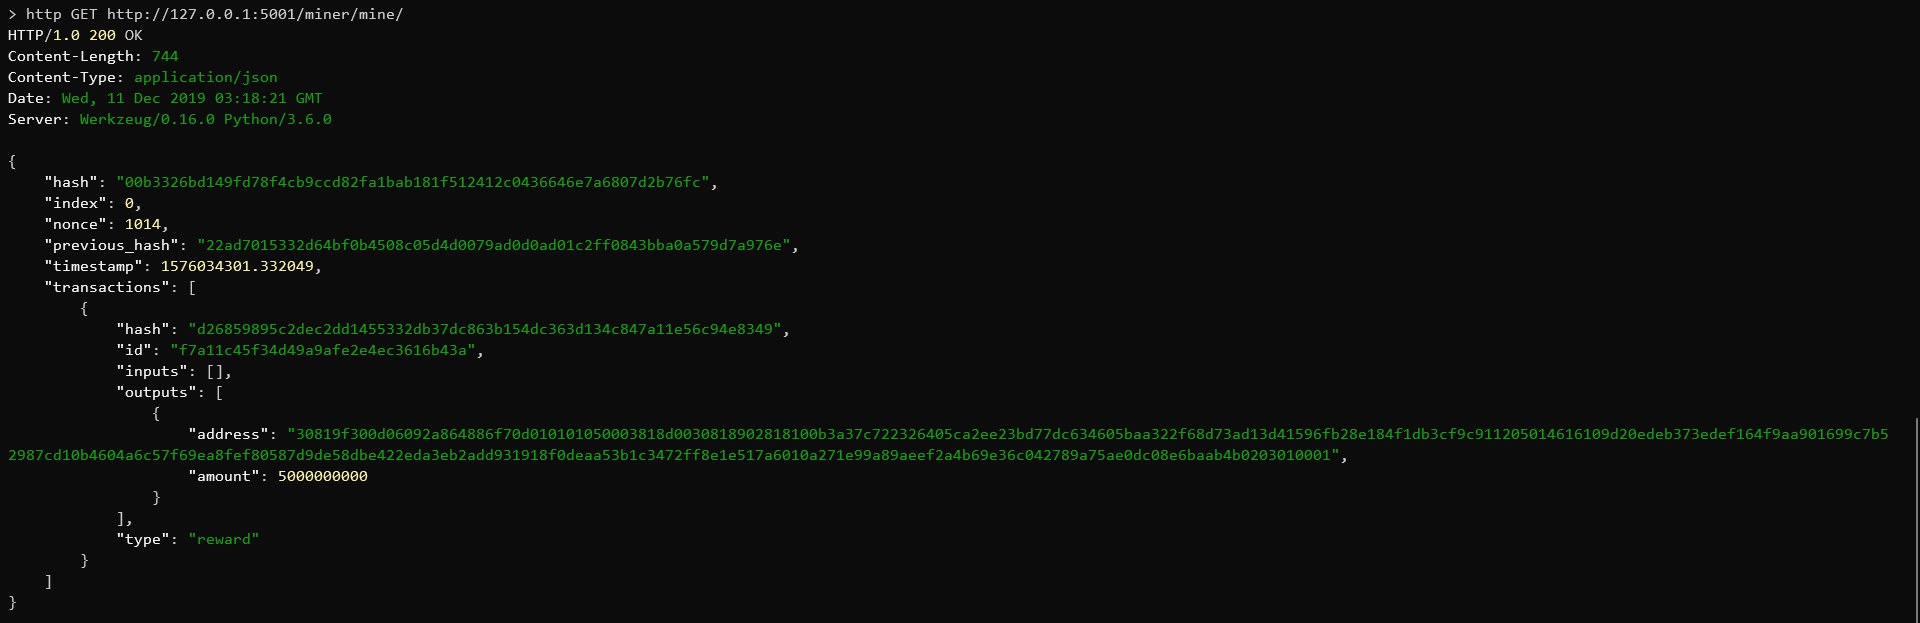 > http GET http://127.0.0.1:5001/miner/mine/
HTTP/1.0 200 OK
Content-Length: 744
Content-Type: application/json
Date: Wed, 11 Dec 2019 03:18:21 GMT
Server: Werkzeug/0.16.0 Python/3.6.0
{
    "hash": "00b3326bd149fd78f4cb9ccd82fa1bab181f512412c0436646e7a6807d2b76fc",
    "index": 0,
    "nonce": 1014,
    "previous_hash": "22ad7015332d64bf0b4508c05d4d0079ad0d0ad01c2ff0843bba0a579d7a976e",
    "timestamp": 1576034301.332049,
    "transactions": [
        {
            "hash": "d26859895c2dec2dd1455332db37dc863b154dc363d134c847a11e56c94e8349",
            "id": "f7a11c45f34d49a9afe2e4ec3616b43a",
            "inputs": [],
            "outputs": [
                {
                    "address": "30819f300d06092a864886f70d010101050003818d0030818902818100b3a37c722326405ca2ee23bd77dc634605baa322f68d73ad13d41596fb28e184f1db3cf9c911205014616109d20edeb373edef164f9aa901699c7b5
2987cd10b4604a6c57f69ea8fef80587d9de58dbe422eda3eb2add931918f0deaa53b1c3472ff8e1e517a6010a271e99a89aeef2a4b69e36c042789a75ae0dc08e6baab4b0203010001",
                    "amount": 5000000000
                }
            ],
            "type": "reward"
        }
    ]
}